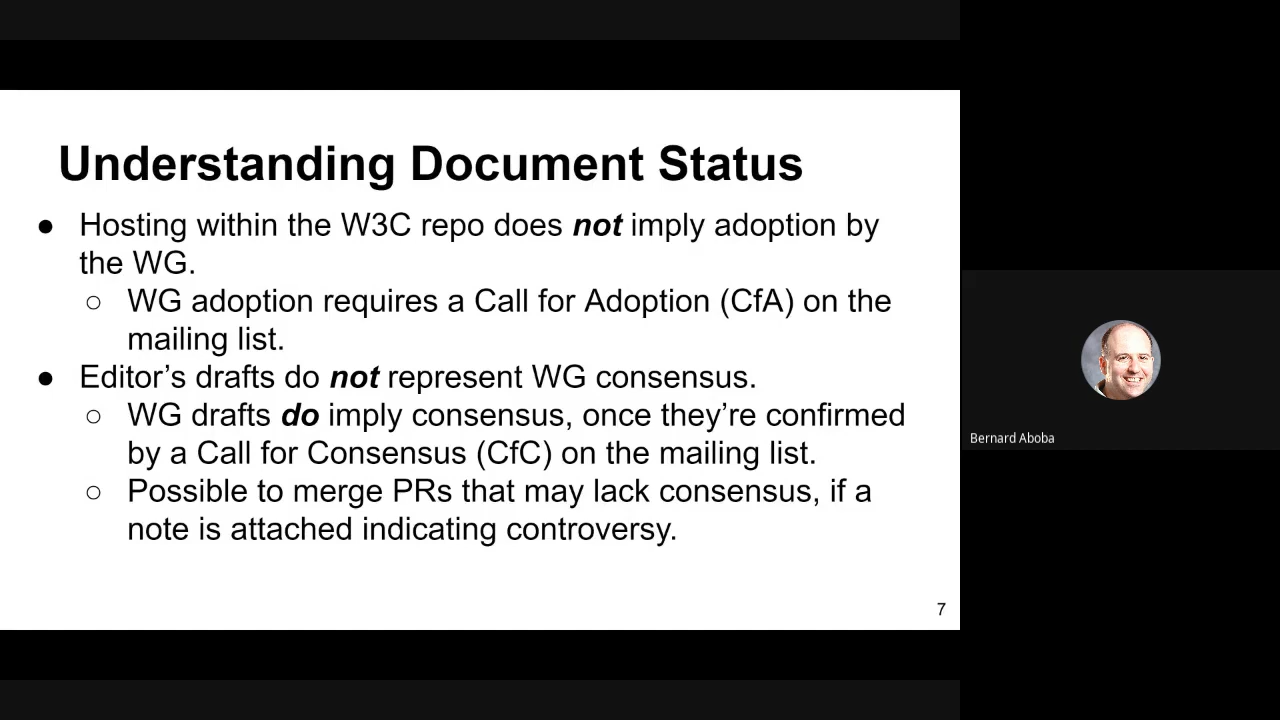 Understanding Document Status
● Hosting within the W3C repo does not imply adoption by
the WG.
○ WG adoption requires a Call for Adoption (CfA) on the
mailing list.
● Editor’s drafts do not represent WG consensus.
○ WG drafts do imply consensus, once they’re confirmed
by a Call for Consensus (CfC) on the mailing list.
○ Possible to merge PRs that may lack consensus, if a
note is attached indicating controversy.
7
Bernard Aboba